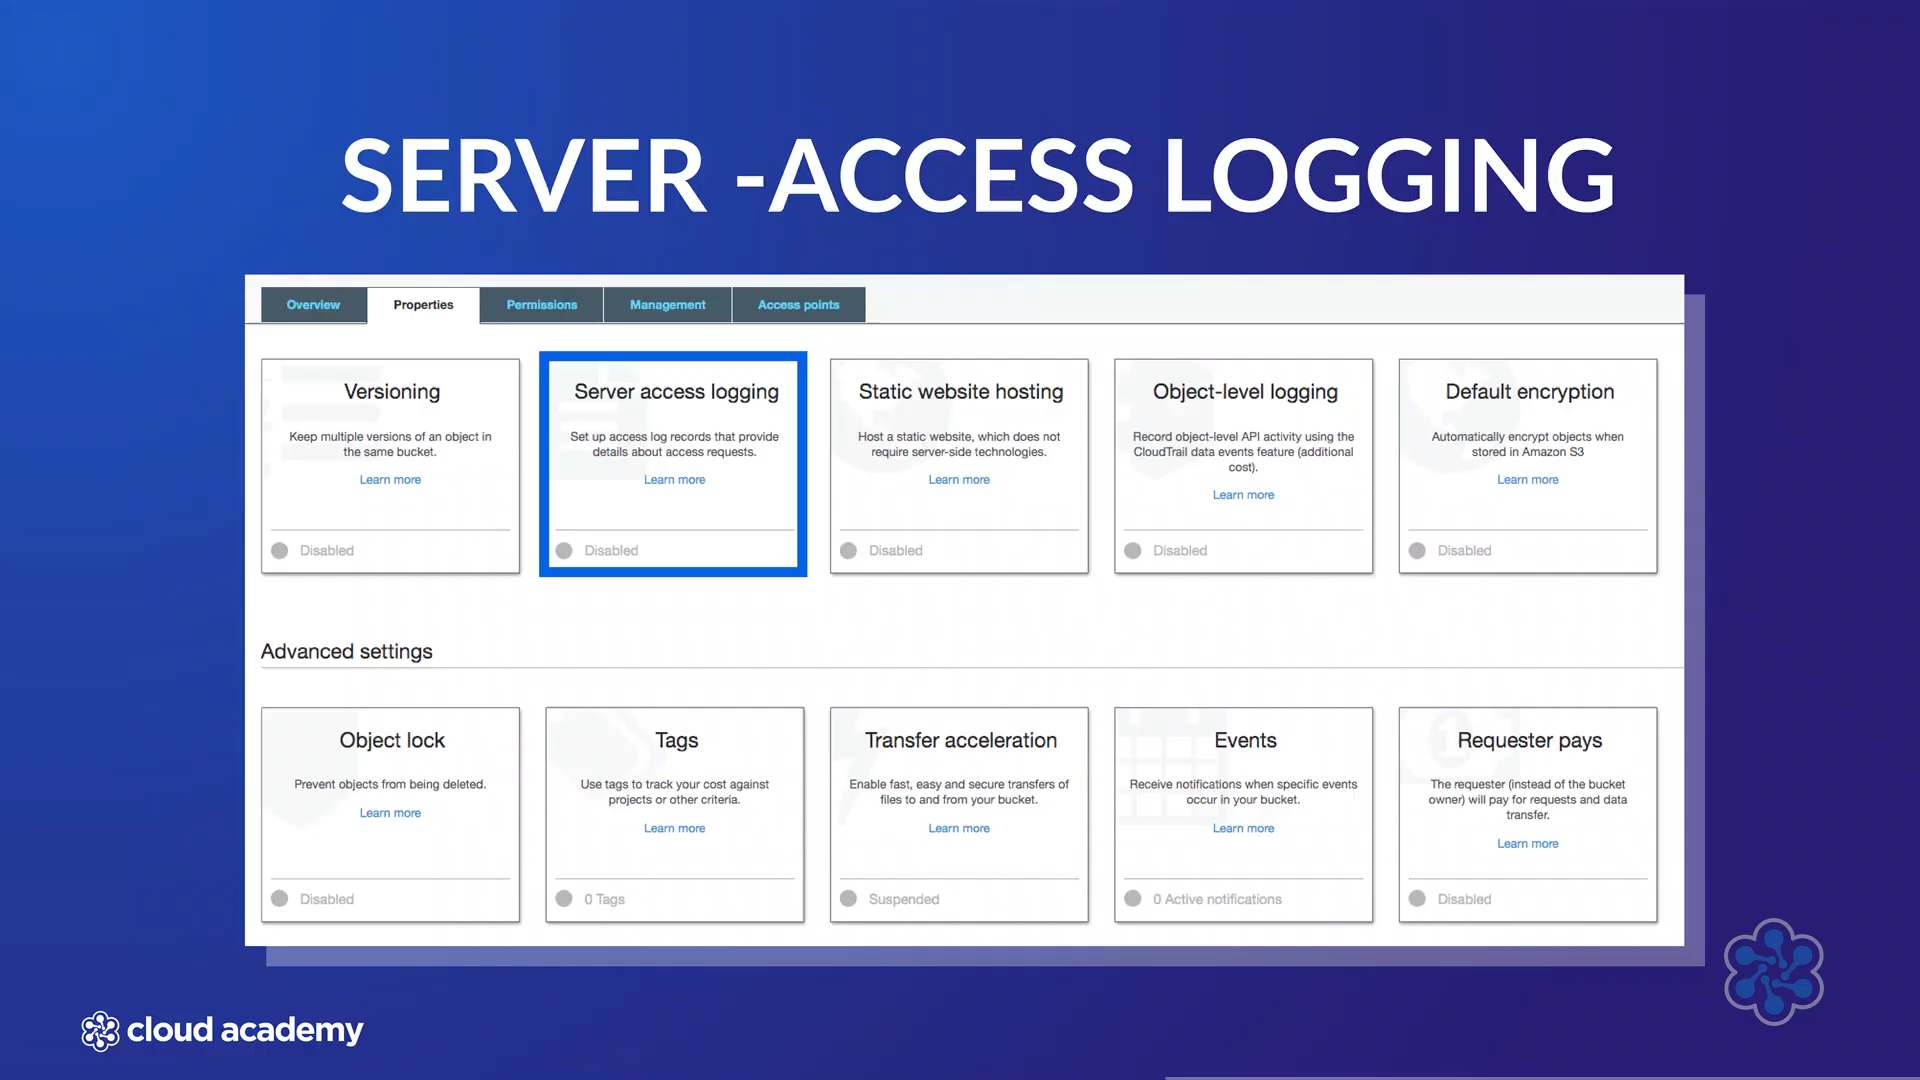 SERVER -ACCESS LOGGING
Overview
Properties
Permissions
Management
Access points
Versioning
Keep multiple versions of an object in
the same bucket.
Learn more
Disabled
Server access logging
Set up access log records that provide
details about access requests.
Learn more
Disabled
Static website hosting
Host a static website, which does not
require server-side technologies.
Learn more
Disabled
Object-level logging
Record object-level API activity using the
CloudTrail data events feature (additional
cost).
Learn more
Disabled
Default encryption
Automatically encrypt objects when
stored in Amazon S3
Learn more
Disabled
Advanced settings
Object lock
Prevent objects from being deleted.
Learn more
Disabled
Tags
Use tags to track your cost against
projects or other criteria.
Learn more
0 Tags
Transfer acceleration
Enable fast, easy and secure transfers of
files to and from your bucket.
Learn more
Suspended
Events
Receive notifications when specific events
occur in your bucket.
Learn more
0 Active notifications
Requester pays
The requester (instead of the bucket
owner) will pay for requests and data
transfer.
Learn more
Disabled
cloud academy